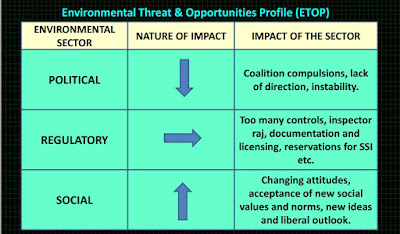 Environmental Threat & Opportunities Profile (ETOP)
ENVIRONMENTAL
SECTOR
NATURE OF IMPACT
IMPACT OF THE SECTOR
POLITICAL
Coalition compulsions, lack
of direction, instability.
REGULATORY
Too many controls, inspector
raj, documentation and
licensing, reservations for SSI
etc.
SOCIAL
Changing attitudes,
acceptance of new social
values and norms, new ideas
and liberal outlook.